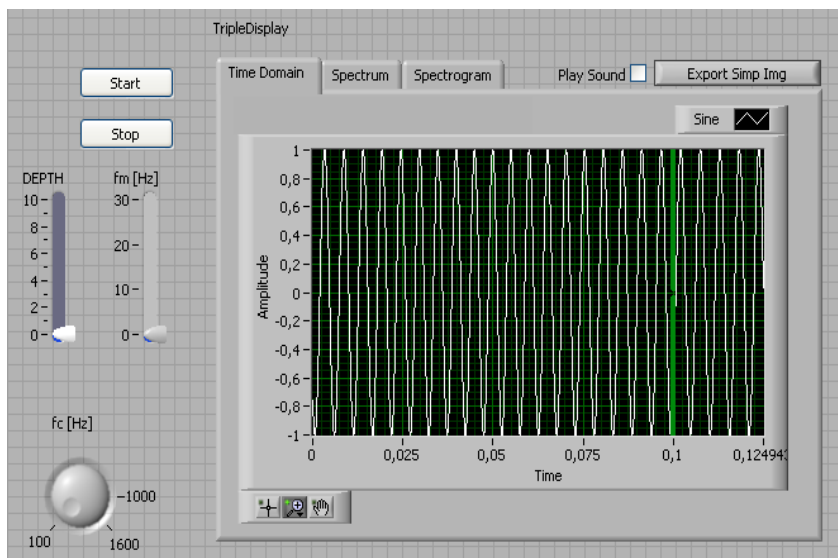 TripleDisplay
Start
Stop
Time Domain
Spectrum
Spectrogram
Play Sound
Export Simp Img
Sine
DEPTH
10-
8-
6-
4-
2-
0-
fm [Hz]
30-
20-
10-
0-
Amplitude
1-
0,8-
0,6-
0,4-
0,2-
0-
-0,2-
-0,4-
-0,6-
-0,8-
-1-
0
0,025
0,05
0,075
0,1
0,124943
Time
fc [Hz]
-1000
100
1600